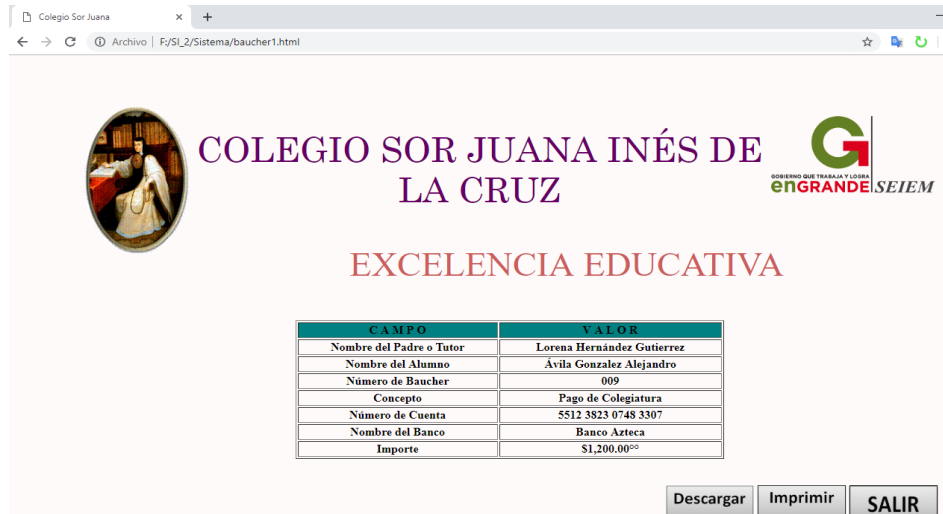 Colegio Sor Juana
Archivo | F:/SI_2/Sistema/baucher1.html
COLEGIO SOR JUANA INÉS DE
LA CRUZ
GOBIERNO QUE TRABAJA Y LOGRA
enGRANDE SEIEM
EXCELENCIA EDUCATIVA
CAMPO VALOR
Nombre del Padre o Tutor Lorena Hernández Gutierrez
Nombre del Alumno Ávila Gonzalez Alejandro
Número de Baucher 009
Concepto Pago de Colegiatura
Número de Cuenta 5512 3823 0748 3307
Nombre del Banco Banco Azteca
Importe $1,200.00°°
Descargar Imprimir SALIR